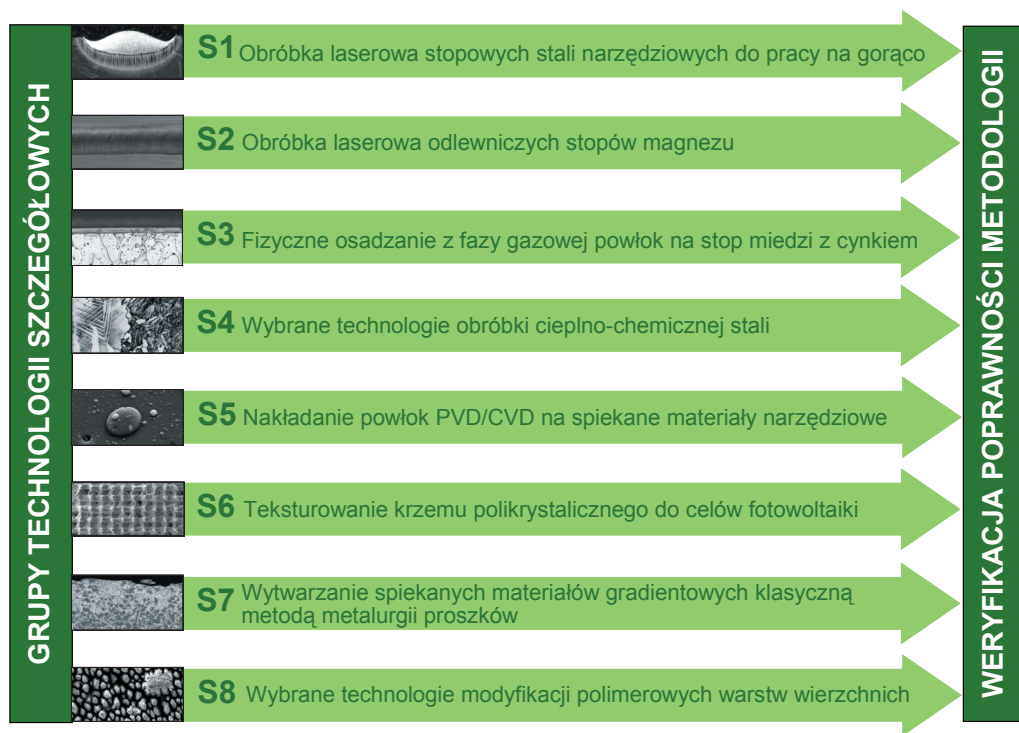 GRUPY TECHNOLOGII SZCZEGÓŁOWYCH
S1 Obróbka laserowa stopowych stali narzędziowych do pracy na gorąco
S2 Obróbka laserowa odlewniczych stopów magnezu
S3 Fizyczne osadzanie z fazy gazowej powłok na stop miedzi z cynkiem
S4 Wybrane technologie obróbki cieplno-chemicznej stali
S5 Nakładanie powłok PVD/CVD na spiekane materiały narzędziowe
S6 Teksturowanie krzemu polikrystalicznego do celów fotowoltaiki
S7 Wytwarzanie spiekanych materiałów gradientowych klasyczną
metodą metalurgii proszków
S8 Wybrane technologie modyfikacji polimerowych warstw wierzchnich
WERYFIKACJA POPRAWNOŚCI METODOLOGII